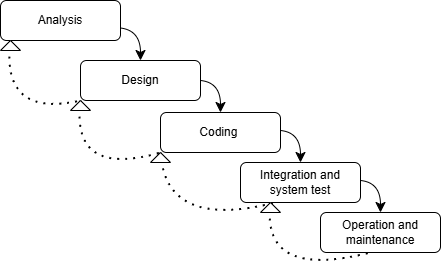 Analysis
Design
Coding
Integration and
system test
Operation and
maintenance